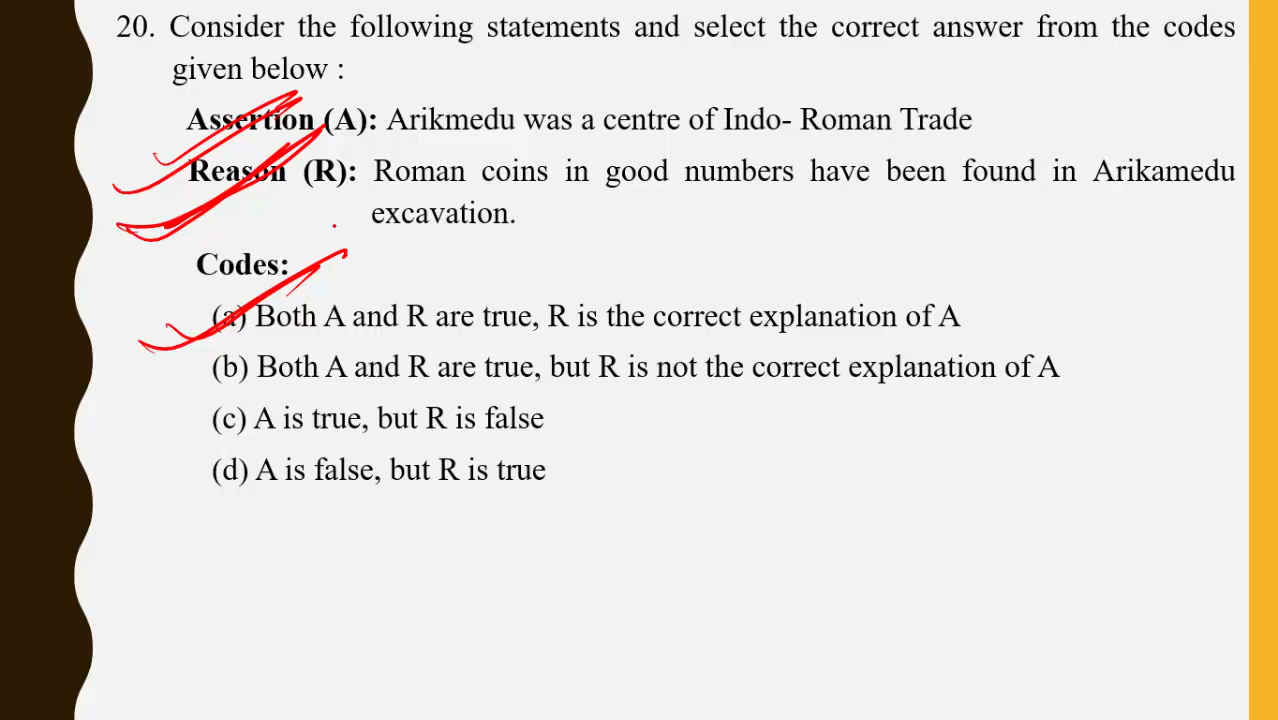 20. Consider the following statements and select the correct answer from the codes
given below :
Assertion (A): Arikmedu was a centre of Indo- Roman Trade
Reason (R): Roman coins in good numbers have been found in Arikamedu
excavation.
Codes:
(a) Both A and R are true, R is the correct explanation of A
(b) Both A and R are true, but R is not the correct explanation of A
(c) A is true, but R is false
(d) A is false, but R is true